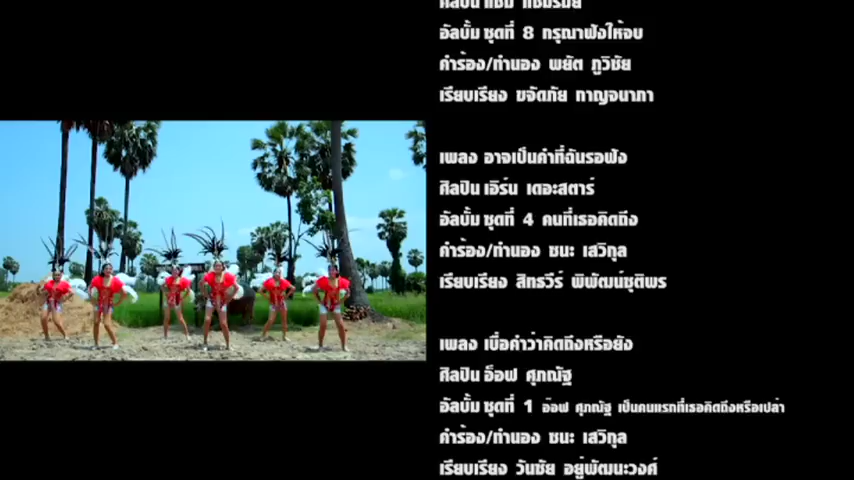 อัลบั้ม ชุดที่ 8 กรุณาฟังให้จบ
คำร้อง/ทำนอง พยัต ภูวิชัย
เรียบเรียง ขจัดภัย กาญจนาภา
เพลง อาจเป็นคำที่ฉันรอฟัง
ศิลปิน เอิร์น เดอะสตาร์
อัลบั้ม ชุดที่ 4 คนที่เธอคิดถึง
คำร้อง/ทำนอง ชนะ เสวิกุล
เรียบเรียง สิทธวีร์ พิพัฒน์ชุติพร
เพลง เบื่อคำว่าคิดถึงหรือยัง
ศิลปิน อ๊อฟ ศุภณัฐ
อัลบั้ม ชุดที่ 1 อ๊อฟ ศุภณัฐ เป็นคนแรกที่เธอคิดถึงหรือเปล่า
คำร้อง/ทำนอง ชนะ เสวิกุล
เรียบเรียง วันชัย อยู่พัฒนะวงศ์